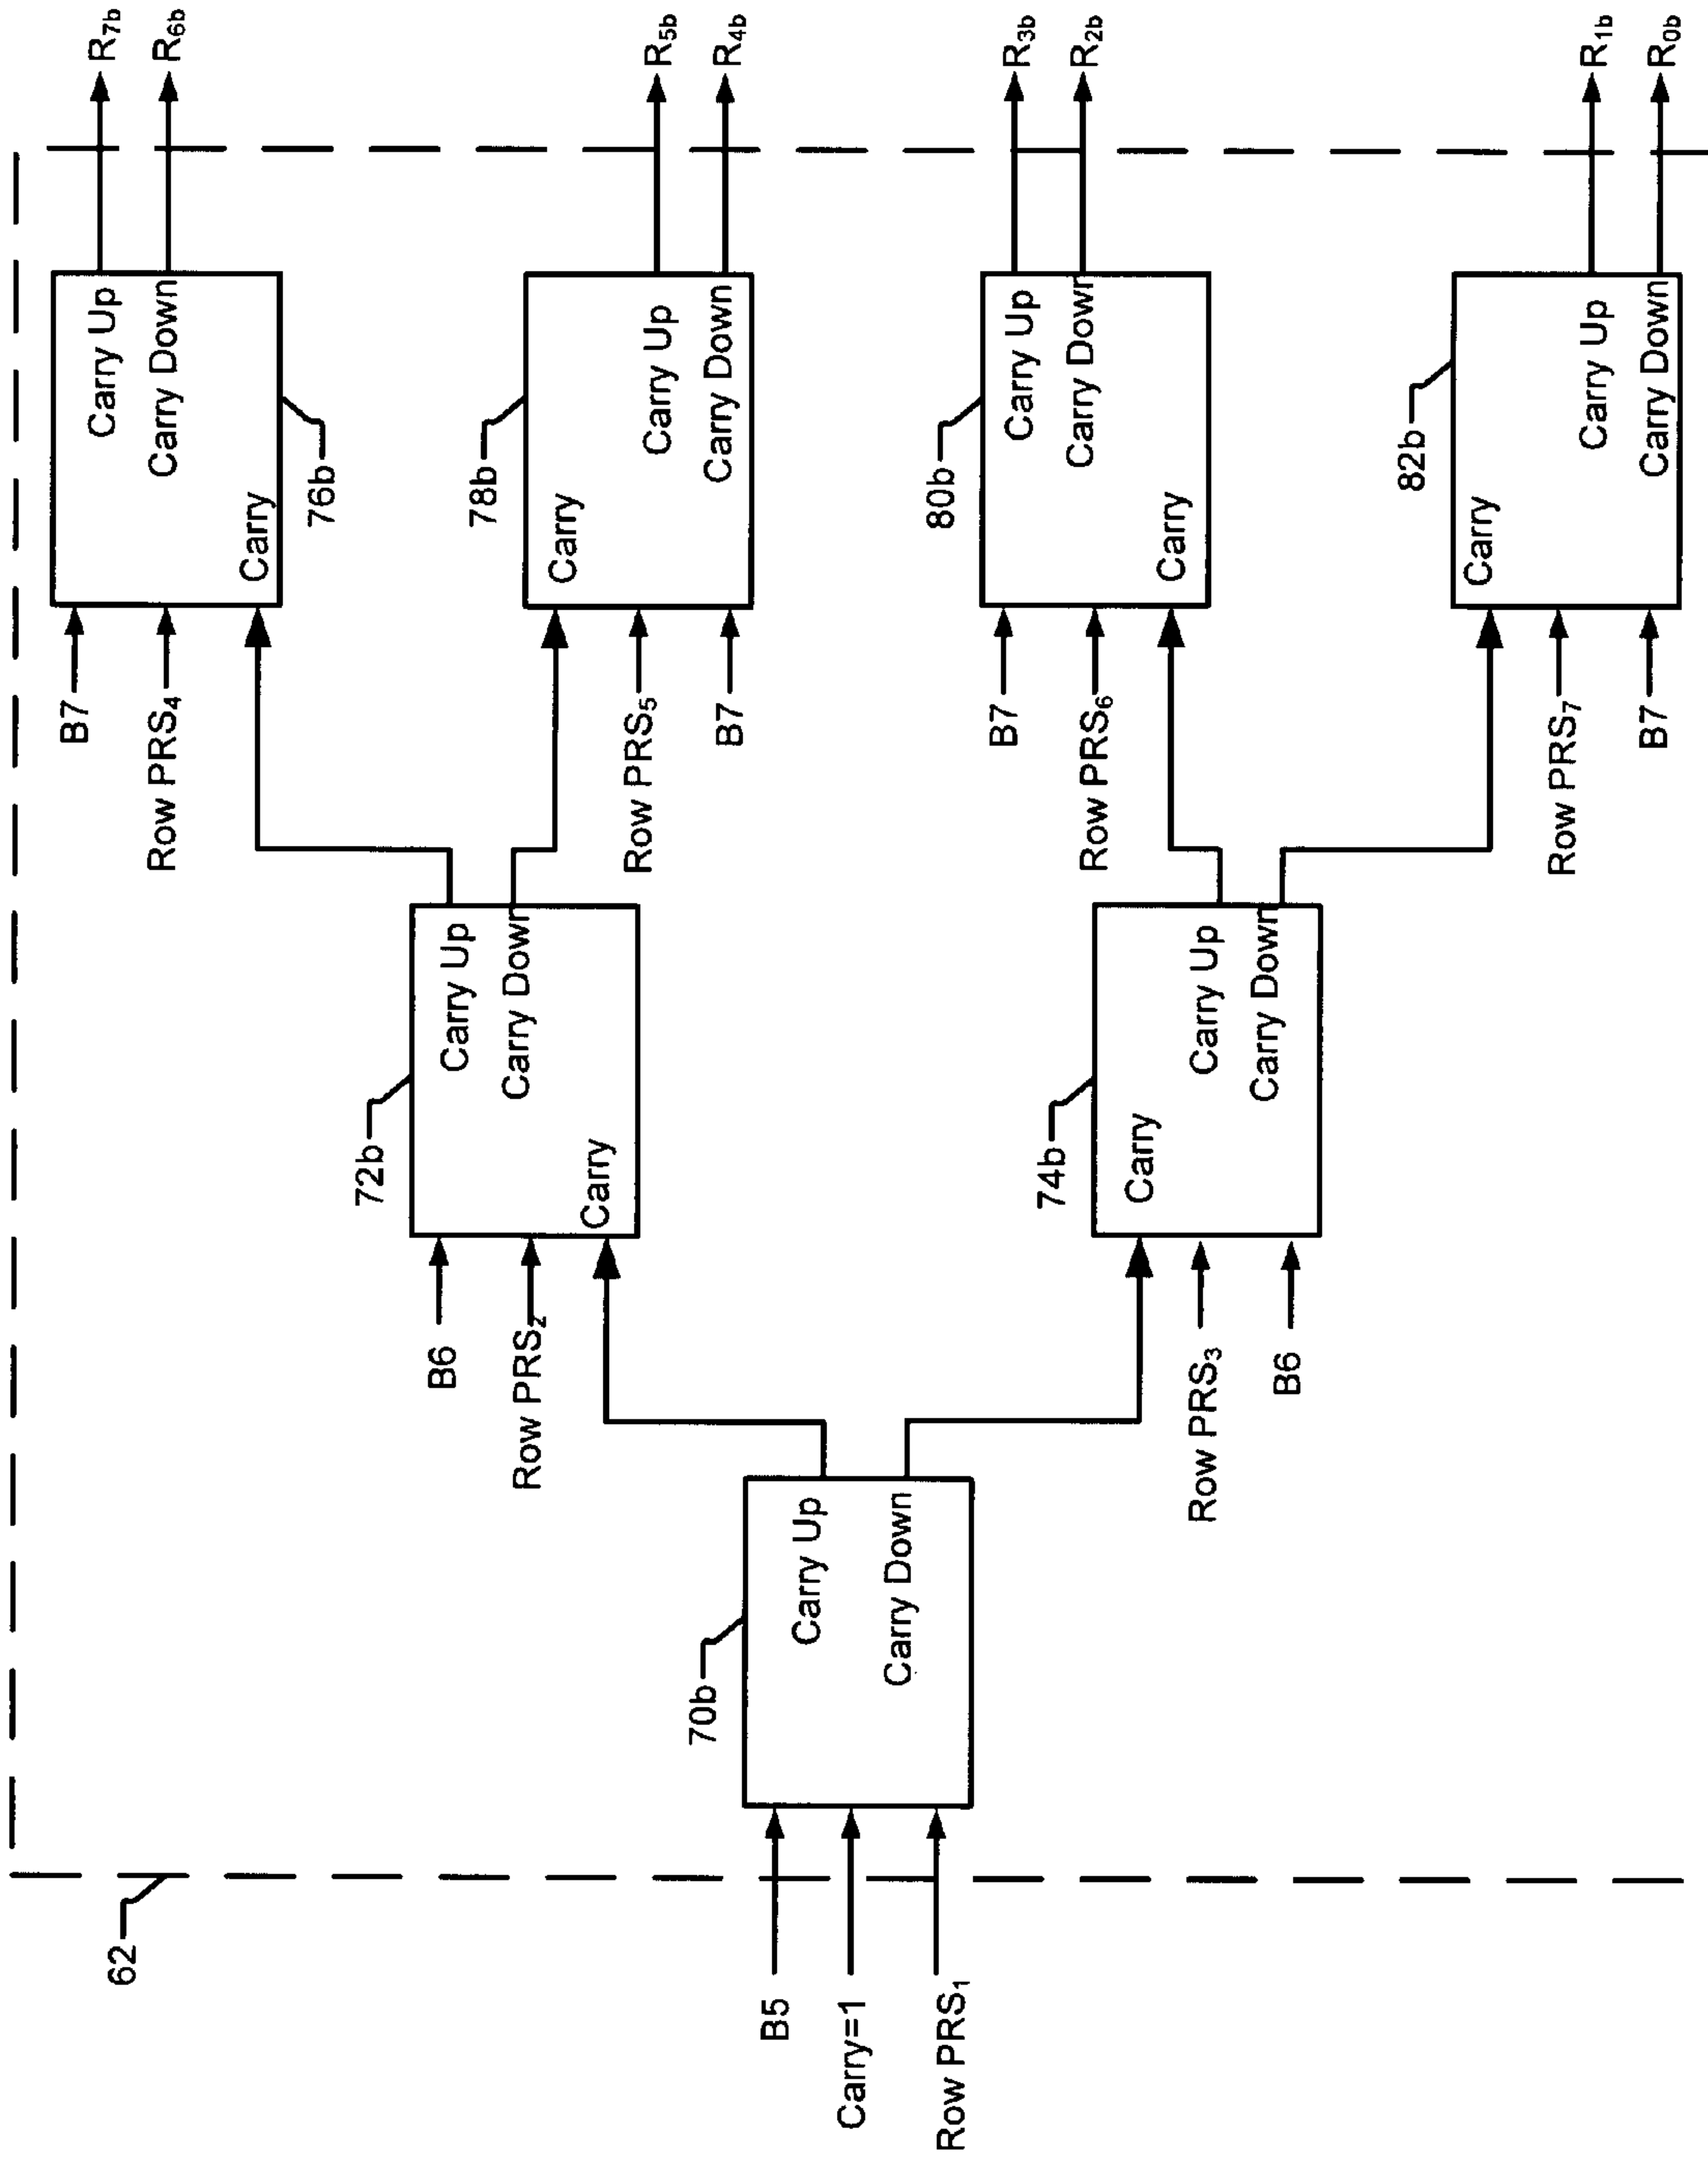 62
B5
Carry=1
Row PRS₁
70b
Carry Up
Carry Down
B6
Row PRS₂
72b
Carry
Carry Up
Carry Down
74b
Carry
Row PRS₃
B6
Carry Up
Carry Down
B7
Row PRS₄
Carry
Carry Up
Carry Down
76b
R₇b
R₆b
78b
Carry
Row PRS₅
B7
Carry Up
Carry Down
R₅b
R₄b
80b
B7
Row PRS₆
Carry
Carry Up
Carry Down
R₃b
R₂b
82b
Carry
Row PRS₇
B7
Carry Up
Carry Down
R₁b
R₀b